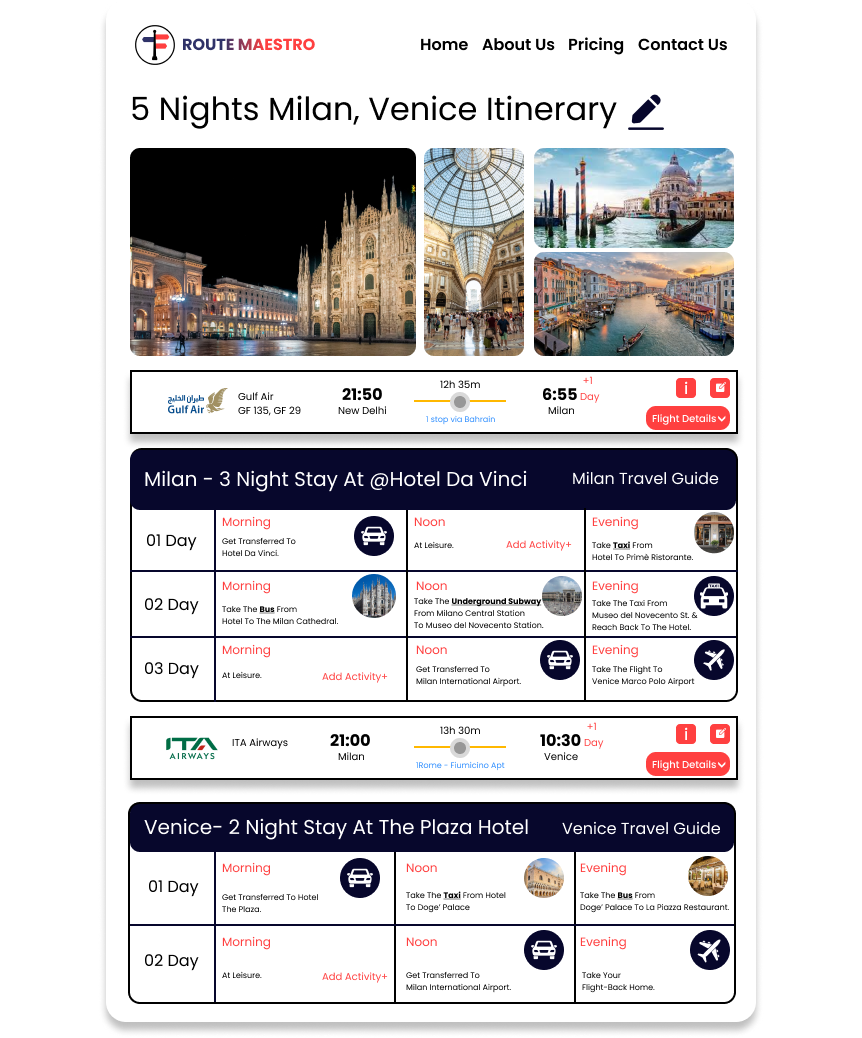 ROUTE MAESTRO
Home About Us Pricing Contact Us
5 Nights Milan, Venice Itinerary
طيران الخليج
Gulf Air
Gulf Air
GF 135, GF 29
21:50
New Delhi
12h 35m
1 stop via Bahrain
6:55
+1
Day
Milan
i
Flight Details
Milan - 3 Night Stay At @Hotel Da Vinci
Milan Travel Guide
01 Day
Morning
Get Transferred To
Hotel Da Vinci.
Noon
At Leisure.
Add Activity+
Evening
Take Taxi From
Hotel To Primé Ristorante.
02 Day
Morning
Take The Bus From
Hotel To The Milan Cathedral.
Noon
Take The Underground Subway
From Milano Central Station
To Museo del Novecento Station.
Evening
Take The Taxi From
Museo del Novecento St. &
Reach Back To The Hotel.
03 Day
Morning
At Leisure.
Add Activity+
Noon
Get Transferred To
Milan International Airport.
Evening
Take The Flight To
Venice Marco Polo Airport
ITA
AIRWAYS
ITA Airways
21:00
Milan
13h 30m
1Rome - Fiumicino Apt
10:30
+1
Day
Venice
i
Flight Details
Venice- 2 Night Stay At The Plaza Hotel
Venice Travel Guide
01 Day
Morning
Get Transferred To Hotel
The Plaza.
Noon
Take The Taxi From Hotel
To Doge' Palace
Evening
Take The Bus From
Doge' Palace To La Piazza Restaurant.
02 Day
Morning
At Leisure.
Add Activity+
Noon
Get Transferred To
Milan International Airport.
Evening
Take Your
Flight-Back Home.